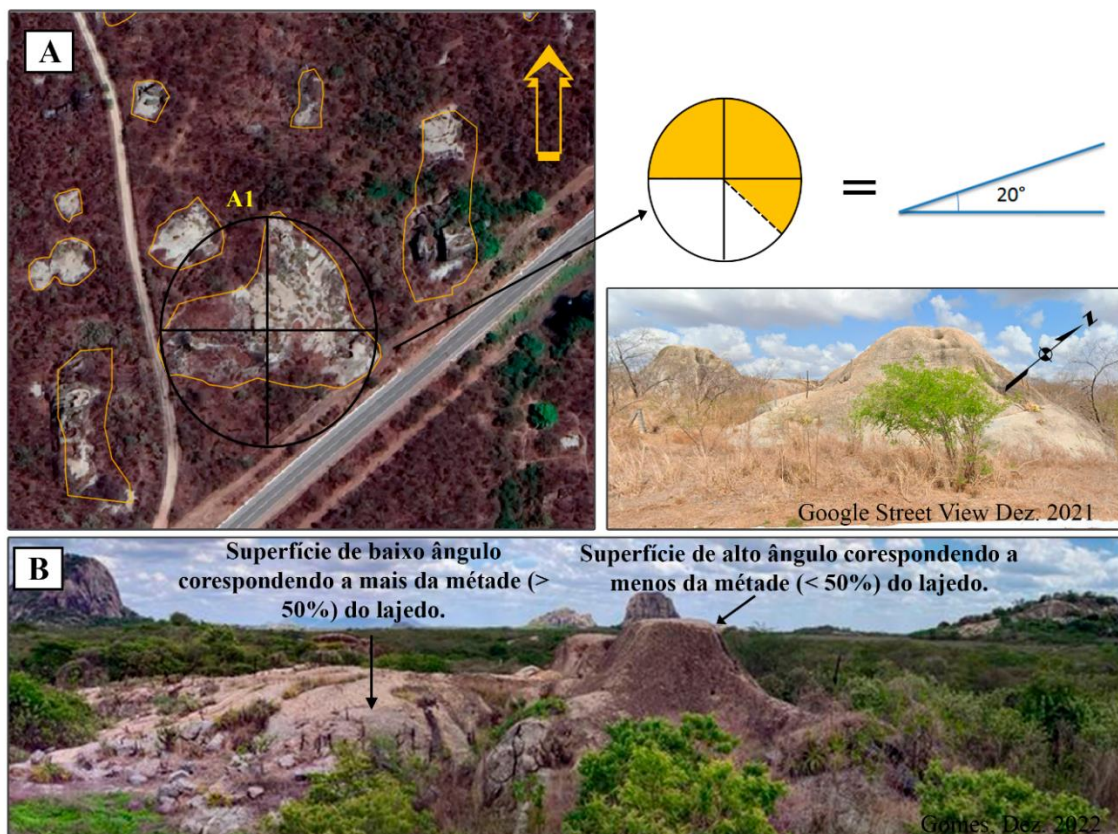 A
A1
=
20°
Z
Google Street View Dez. 2021
B
Superfície de baixo ângulo
corespondendo a mais da métade (>
50%) do lajedo.
Superfície de alto ângulo corespondendo a
menos da métade (< 50%) do lajedo.
Gomes, Dez. 2022